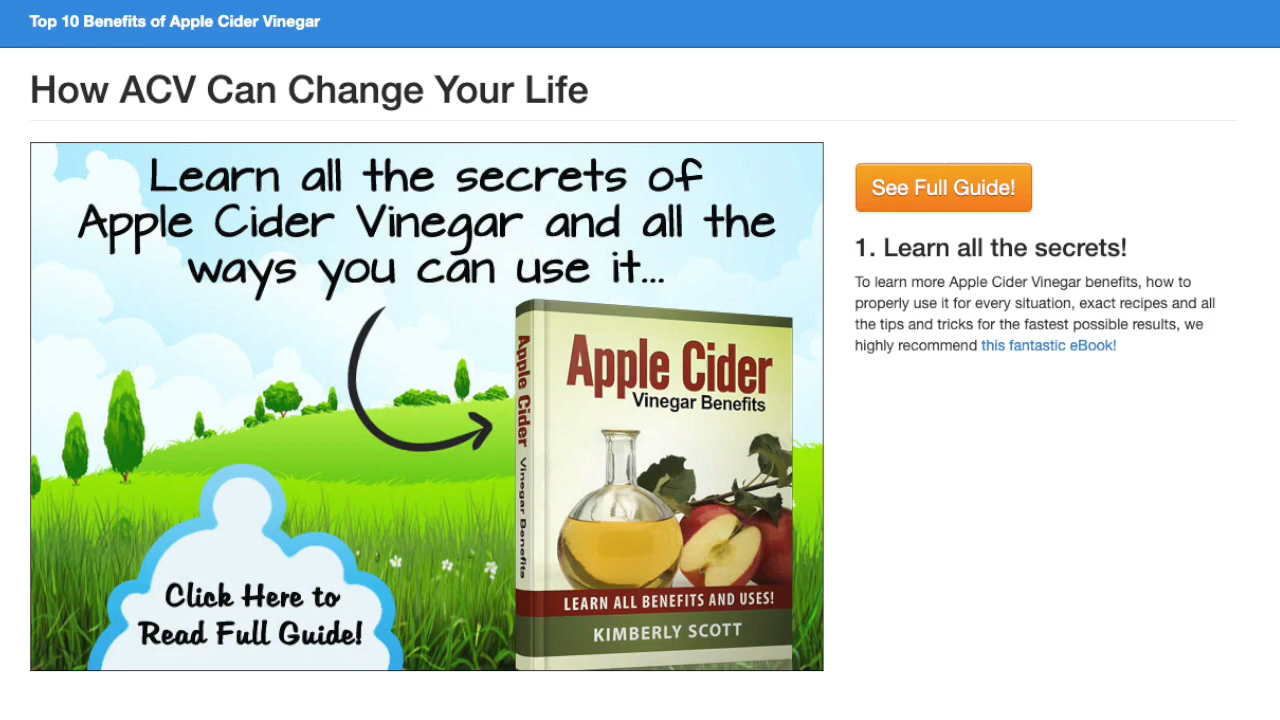 Top 10 Benefits of Apple Cider Vinegar
How ACV Can Change Your Life
Learn all the secrets of
Apple Cider Vinegar and all the
ways you can use it...
Apple Cider Vinegar Benefits
Apple Cider
Vinegar Benefits
LEARN ALL BENEFITS AND USES!
KIMBERLY SCOTT
Click Here to
Read Full Guide!
See Full Guide!
1. Learn all the secrets!
To learn more Apple Cider Vinegar benefits, how to
properly use it for every situation, exact recipes and all
the tips and tricks for the fastest possible results, we
highly recommend this fantastic eBook!